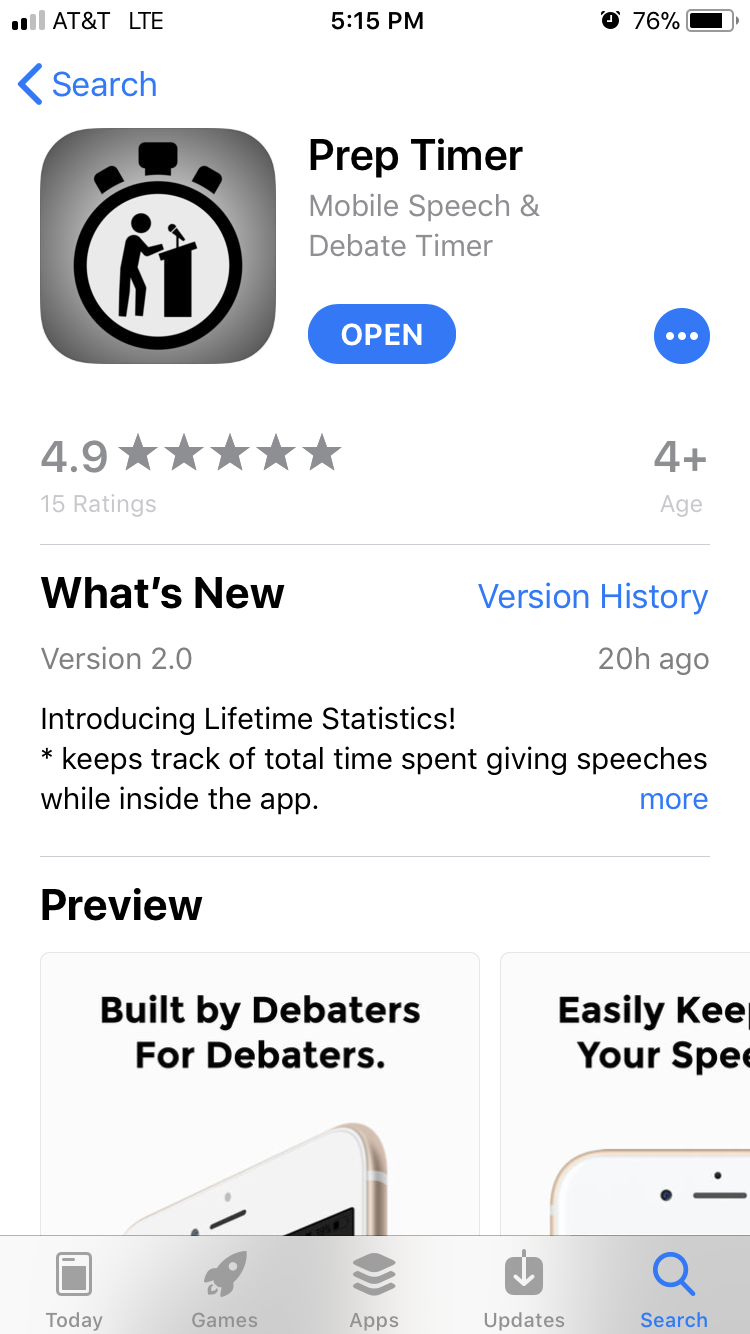 AT&T LTE 5:15 PM 76%
Search
Prep Timer
Mobile Speech &
Debate Timer
OPEN
4.9
4+
15 Ratings
Age
What's New
Version History
Version 2.0
20h ago
Introducing Lifetime Statistics!
* keeps track of total time spent giving speeches
while inside the app.
more
Preview
Built by Debaters
For Debaters.
Easily Kee
Your Spe
Today
Games
Apps
Updates
Search